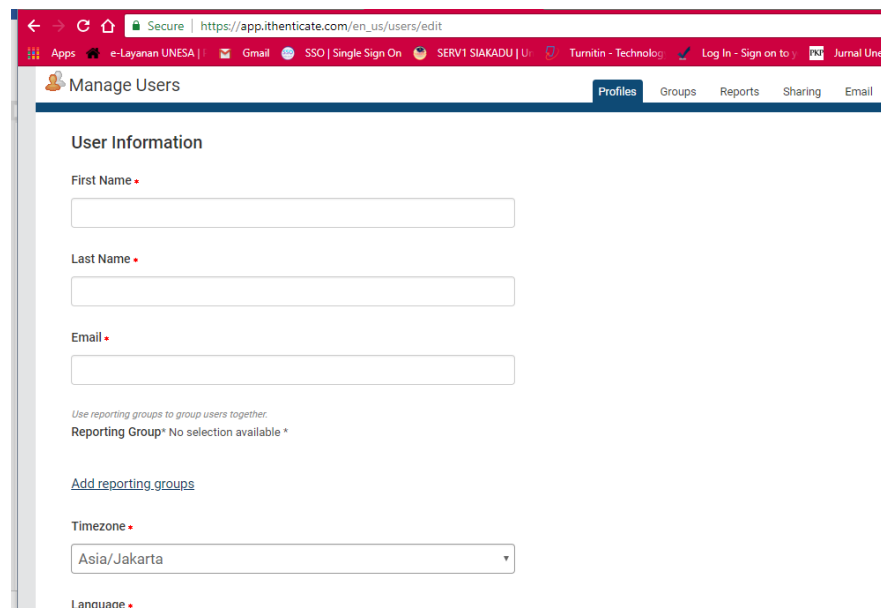 Secure | https://app.ithenticate.com/en_us/users/edit
Apps e-Layanan UNESA | Gmail SSO | Single Sign On SERV1 SIAKADU | Turnitin - Technolog Log In - Sign on to y PKP Jurnal Une
Manage Users
Profiles Groups Reports Sharing Email
User Information
First Name *
Last Name *
Email *
Use reporting groups to group users together.
Reporting Group* No selection available *
Add reporting groups
Timezone *
Asia/Jakarta
Language *